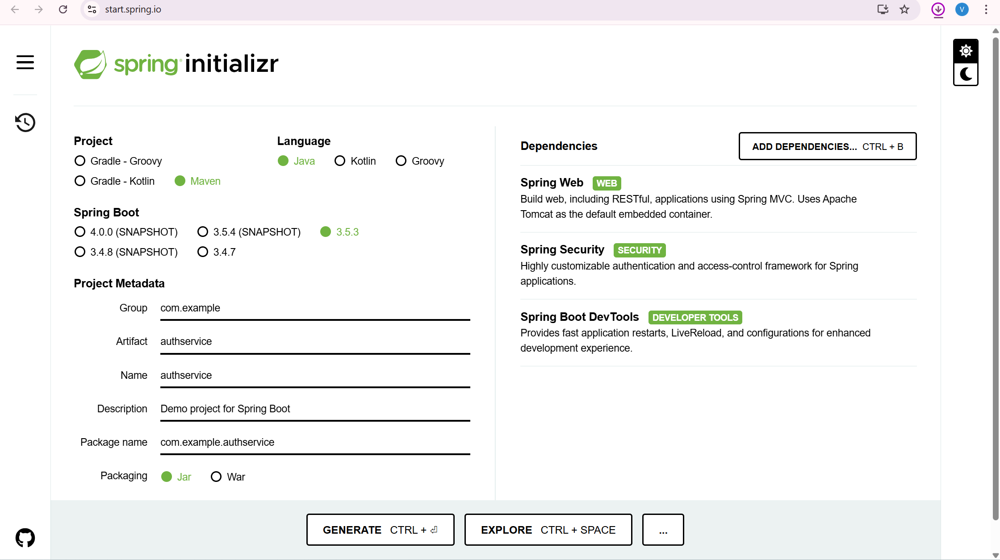 start.spring.io
V
spring® initializr
Project
Gradle - Groovy
Gradle - Kotlin Maven
Language
Java Kotlin Groovy
Spring Boot
4.0.0 (SNAPSHOT) 3.5.4 (SNAPSHOT) 3.5.3
3.4.8 (SNAPSHOT) 3.4.7
Project Metadata
Group com.example
Artifact authservice
Name authservice
Description Demo project for Spring Boot
Package name com.example.authservice
Packaging Jar War
Dependencies
ADD DEPENDENCIES... CTRL + B
Spring Web WEB
Build web, including RESTful, applications using Spring MVC. Uses Apache
Tomcat as the default embedded container.
Spring Security SECURITY
Highly customizable authentication and access-control framework for Spring
applications.
Spring Boot DevTools DEVELOPER TOOLS
Provides fast application restarts, LiveReload, and configurations for enhanced
development experience.
GENERATE CTRL + ⏎
EXPLORE CTRL + SPACE
...